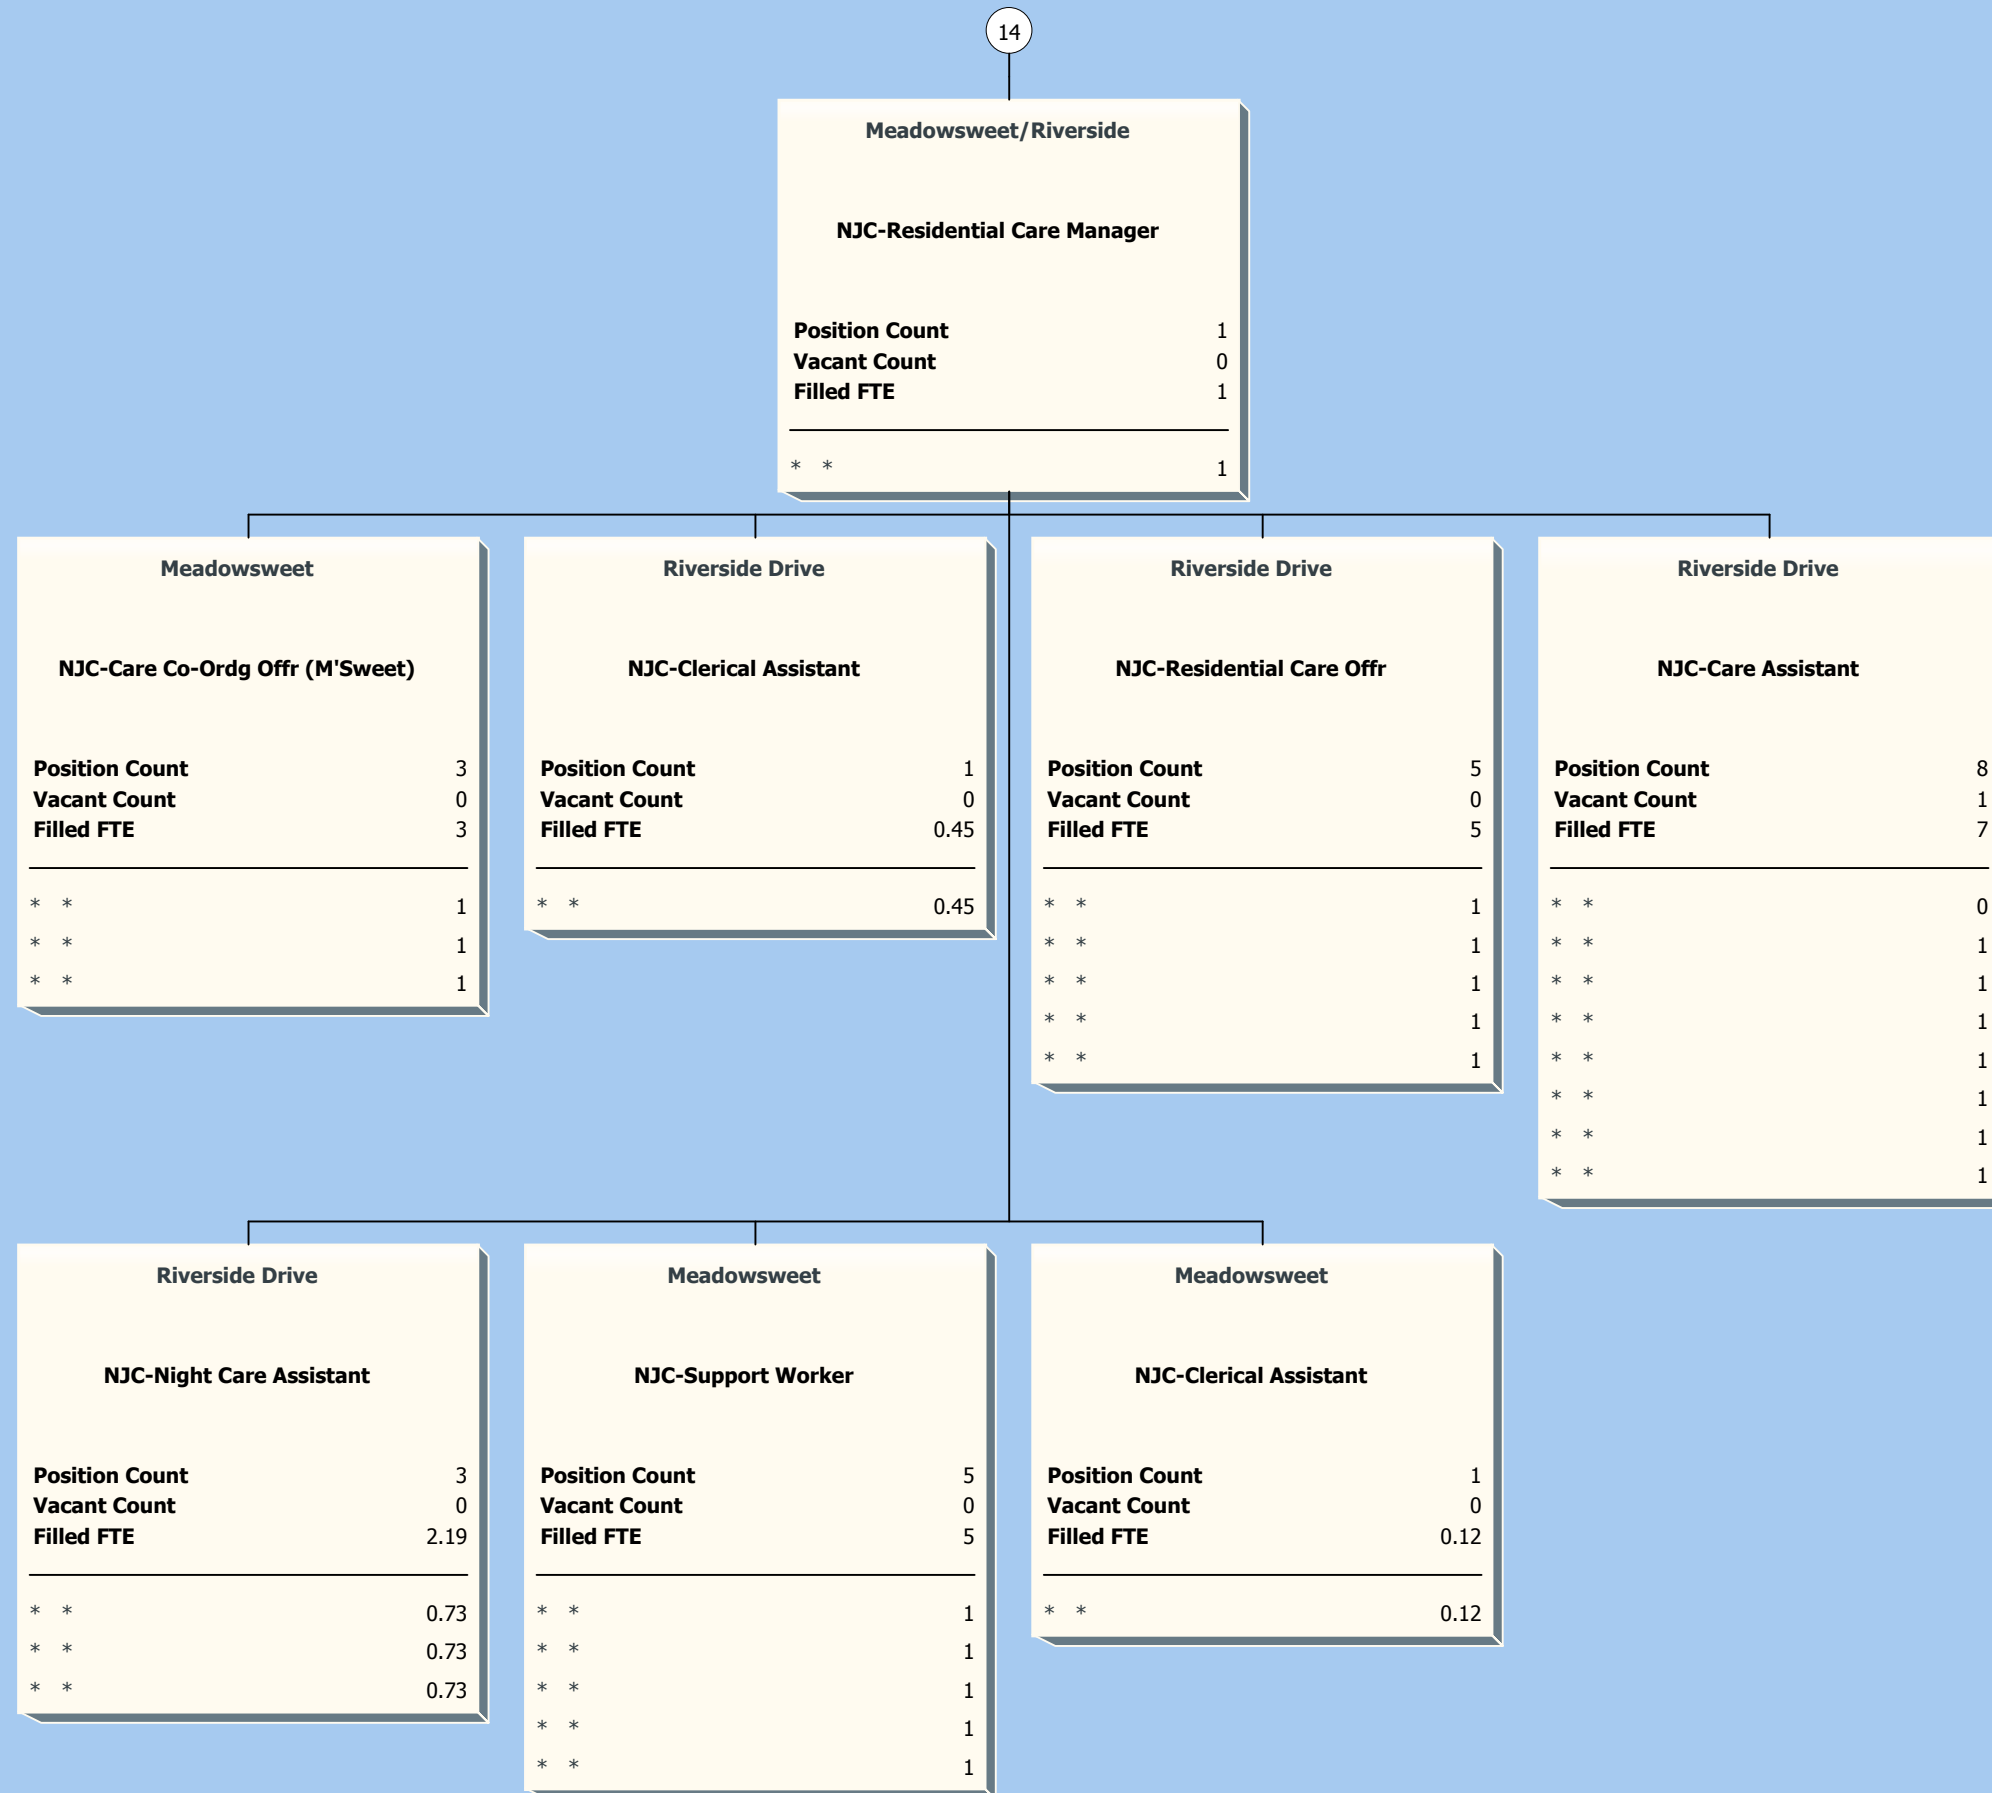 14
Meadowsweet/Riverside
NJC-Residential Care Manager
Position Count 1
Vacant Count 0
Filled FTE 1
* * 1
Meadowsweet
NJC-Care Co-Ordg Offr (M'Sweet)
Position Count 3
Vacant Count 0
Filled FTE 3
* * 1
* * 1
* * 1
Riverside Drive
NJC-Clerical Assistant
Position Count 1
Vacant Count 0
Filled FTE 0.45
* * 0.45
Riverside Drive
NJC-Residential Care Offr
Position Count 5
Vacant Count 0
Filled FTE 5
* * 1
* * 1
* * 1
* * 1
* * 1
Riverside Drive
NJC-Care Assistant
Position Count 8
Vacant Count 1
Filled FTE 7
* * 0
* * 1
* * 1
* * 1
* * 1
* * 1
* * 1
* * 1
Riverside Drive
NJC-Night Care Assistant
Position Count 3
Vacant Count 0
Filled FTE 2.19
* * 0.73
* * 0.73
* * 0.73
Meadowsweet
NJC-Support Worker
Position Count 5
Vacant Count 0
Filled FTE 5
* * 1
* * 1
* * 1
* * 1
* * 1
Meadowsweet
NJC-Clerical Assistant
Position Count 1
Vacant Count 0
Filled FTE 0.12
* * 0.12